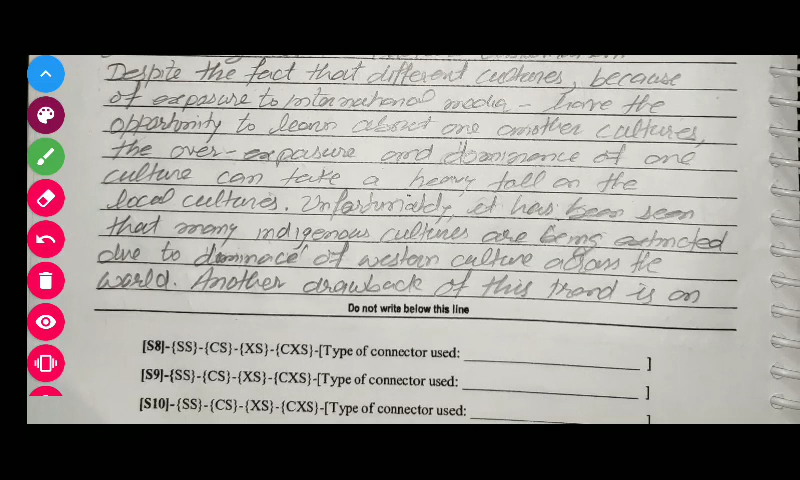 Despite the fact that different cultures, because
of exposure to international media - have the
opportunity to learn about one another cultures,
the over-exposure and dominance of one
culture can take a heavy toll on the
local cultures. Unfortunately, it has been seen
that many indigenous cultures are being extincted
due to dominace of western culture across the
world. Another drawback of this trend is on
Do not write below this line
[S8]-{SS}-{CS}-{XS}-{CXS}-[Type of connector used: ____________ ]
[S9]-{SS}-{CS}-{XS}-{CXS}-[Type of connector used: ____________ ]
[S10]-{SS}-{CS}-{XS}-{CXS}-[Type of connector used: ____________ ]